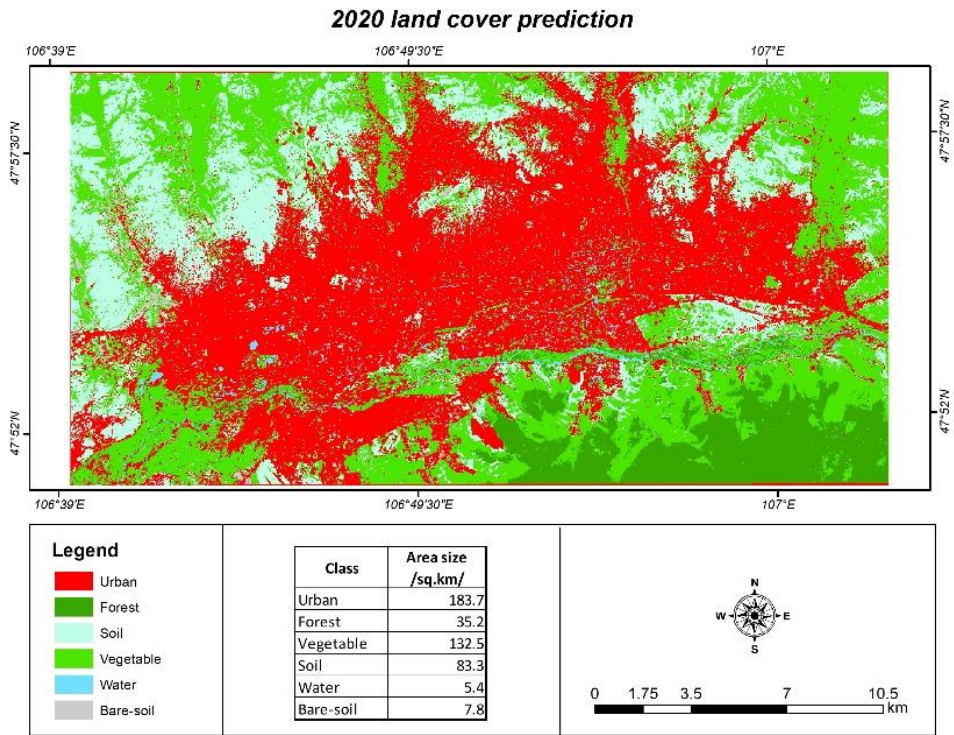 2020 land cover prediction
106°39'E
106°49'30"E
107°E
47°57'30"N
47°57'30"N
47°52'N
47°52'N
106°39'E
106°49'30"E
107°E
Legend
Urban
Forest
Soil
Vegetable
Water
Bare-soil
Class Area size /sq.km/
Urban 183.7
Forest 35.2
Vegetable 132.5
Soil 83.3
Water 5.4
Bare-soil 7.8
N
W E
S
0 1.75 3.5 7 10.5
km